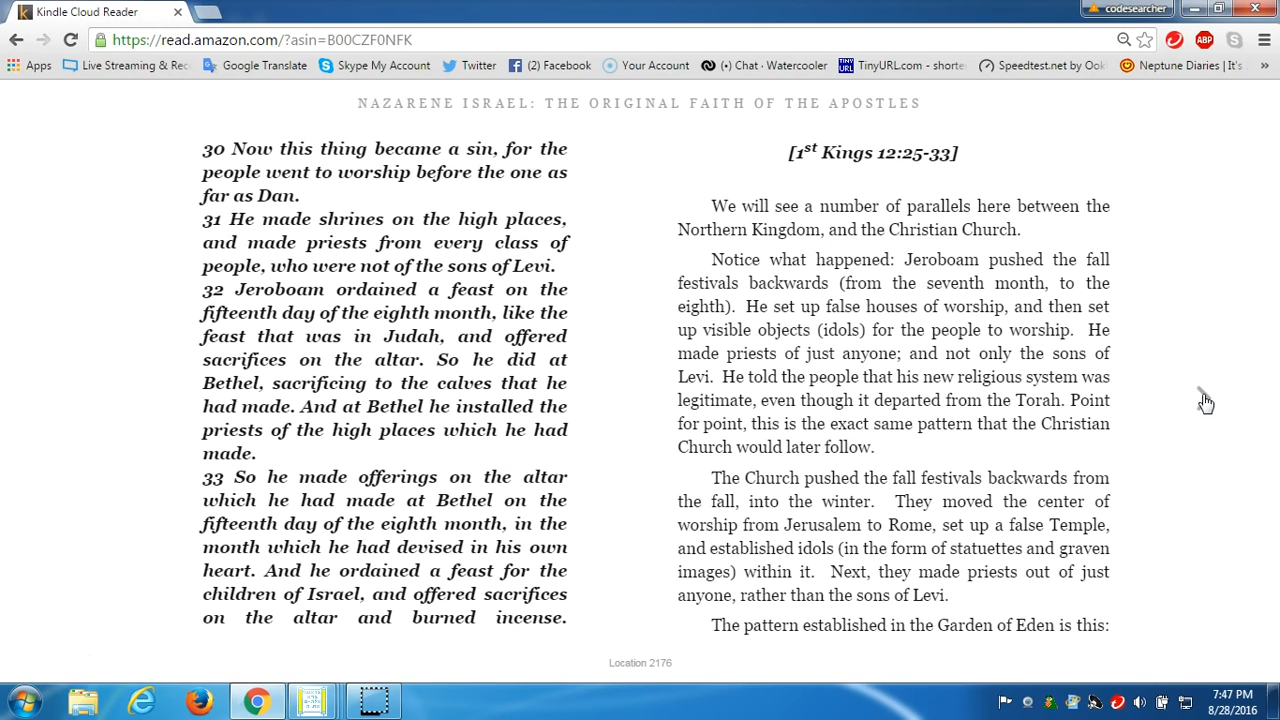 Kindle Cloud Reader
codesearcher
https://read.amazon.com/?asin=B00CZF0NFK
Apps Live Streaming & Rec Google Translate Skype My Account Twitter (2) Facebook Your Account (1) Chat · Watercooler TINY URL TinyURL.com - shorte Speedtest.net by Ook Neptune Diaries | It's »
ABP
NAZARENE ISRAEL: THE ORIGINAL FAITH OF THE APOSTLES
30 Now this thing became a sin, for the
people went to worship before the one as
far as Dan.
31 He made shrines on the high places,
and made priests from every class of
people, who were not of the sons of Levi.
32 Jeroboam ordained a feast on the
fifteenth day of the eighth month, like the
feast that was in Judah, and offered
sacrifices on the altar. So he did at
Bethel, sacrificing to the calves that he
had made. And at Bethel he installed the
priests of the high places which he had
made.
33 So he made offerings on the altar
which he had made at Bethel on the
fifteenth day of the eighth month, in the
month which he had devised in his own
heart. And he ordained a feast for the
children of Israel, and offered sacrifices
on the altar and burned incense.
[1st Kings 12:25-33]
We will see a number of parallels here between the
Northern Kingdom, and the Christian Church.
Notice what happened: Jeroboam pushed the fall
festivals backwards (from the seventh month, to the
eighth). He set up false houses of worship, and then set
up visible objects (idols) for the people to worship. He
made priests of just anyone; and not only the sons of
Levi. He told the people that his new religious system was
legitimate, even though it departed from the Torah. Point
for point, this is the exact same pattern that the Christian
Church would later follow.
The Church pushed the fall festivals backwards from
the fall, into the winter. They moved the center of
worship from Jerusalem to Rome, set up a false Temple,
and established idols (in the form of statuettes and graven
images) within it. Next, they made priests out of just
anyone, rather than the sons of Levi.
The pattern established in the Garden of Eden is this:
Location 2176
7:47 PM
8/28/2016